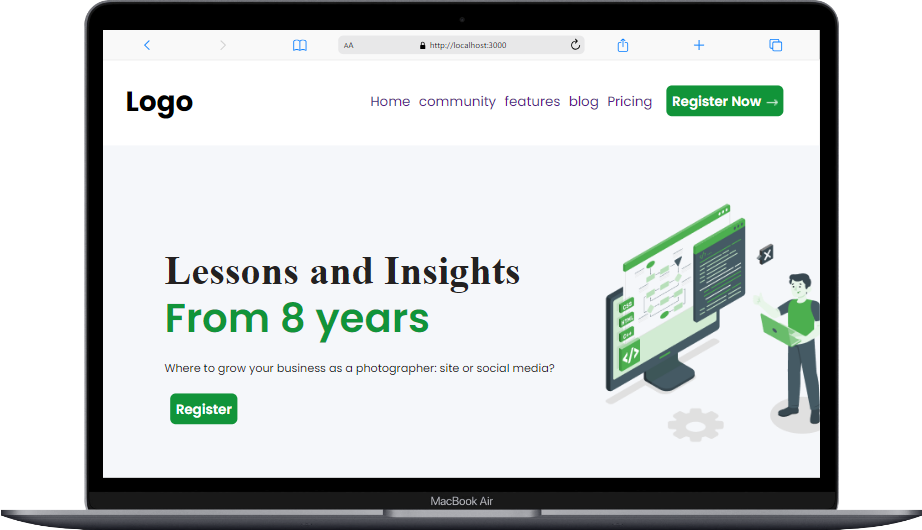 AA http://localhost:3000
Logo
Home community features blog Pricing Register Now →
Lessons and Insights
From 8 years
Where to grow your business as a photographer: site or social media?
Register
</>
MacBook Air